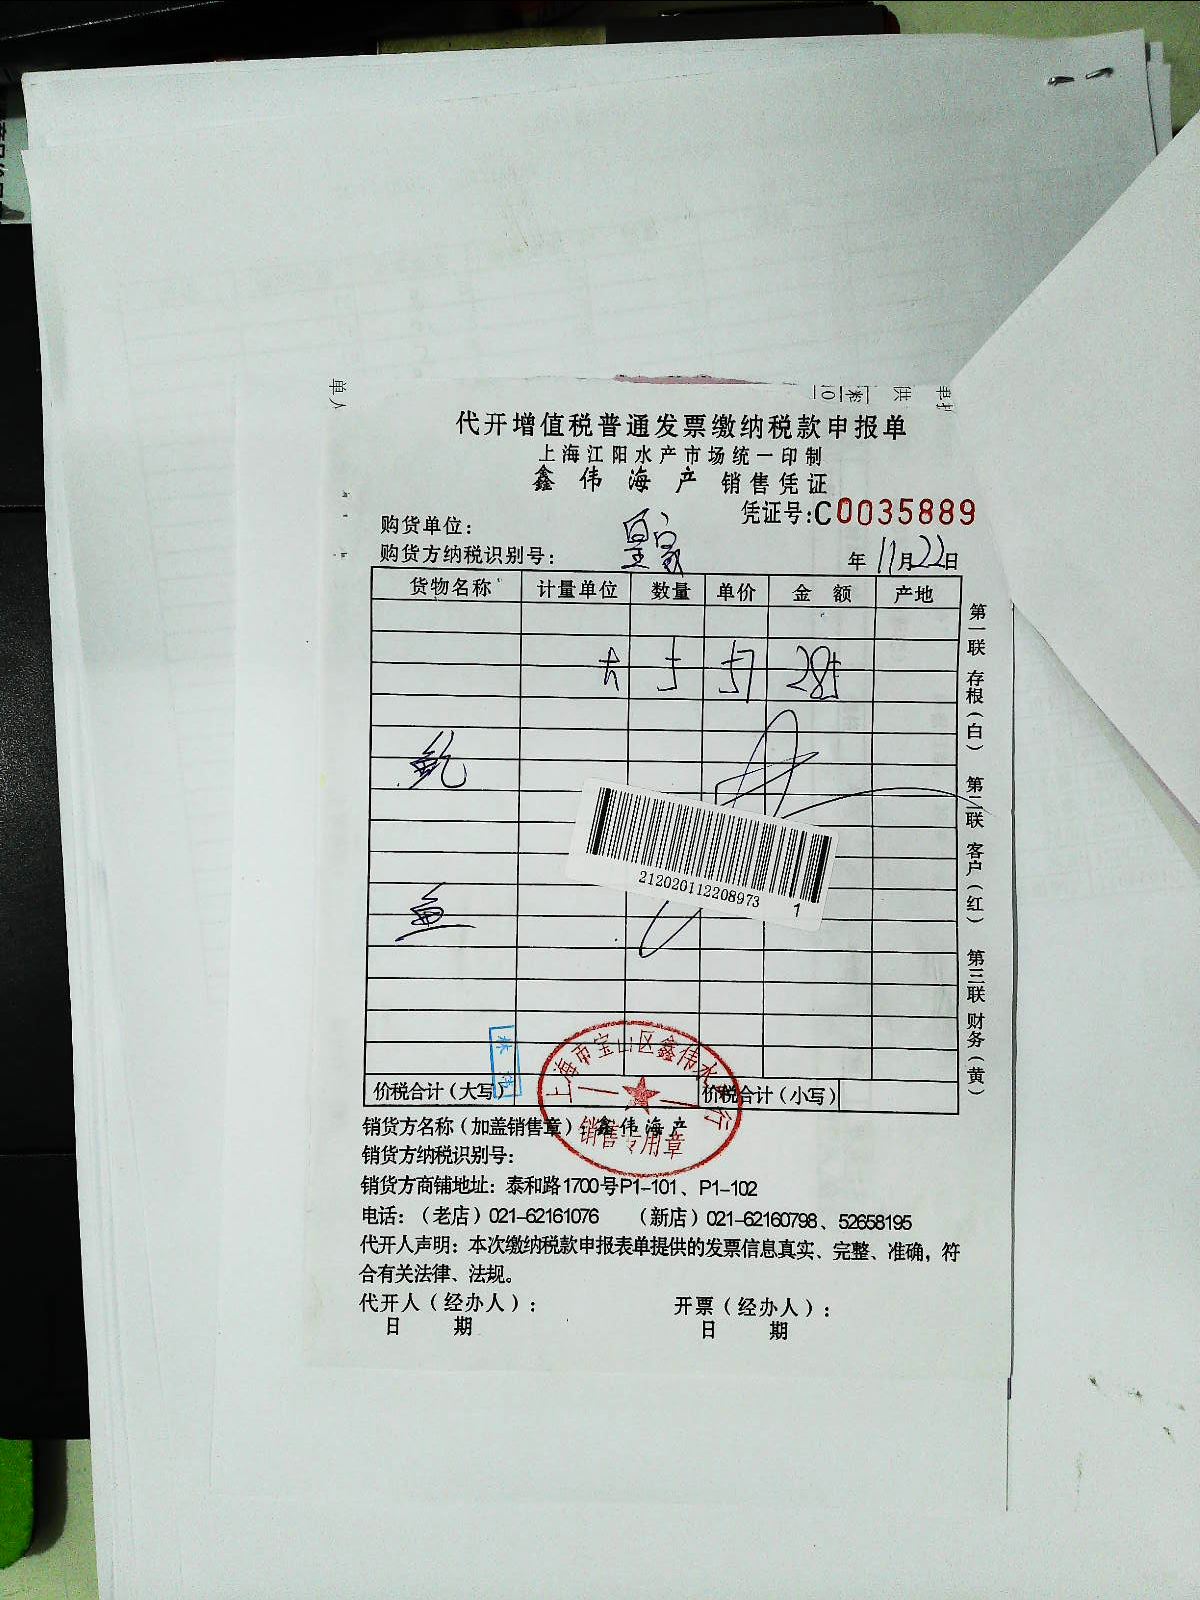 单人
代开增值税普通发票缴纳税款申报单
上海江阳水产市场统一印制
鑫伟海产 销售凭证
凭证号:C0035889
购货单位:
购货方纳税识别号: 年11月22日
货物名称 计量单位 数量 单价 金额 产地
斤 5 57 285
212020112208973
1
鱼
林
价税合计(大写) 价税合计(小写)
上海市宝山区鑫伟水产行
销售专用章
销货方名称(加盖销售章):鑫伟海产
销货方纳税识别号:
销货方商铺地址: 泰和路1700号P1-101、P1-102
电话:(老店)021-62161076 (新店)021-62160798、52658195
代开人声明:本次缴纳税款申报表单提供的发票信息真实、完整、准确,符
合有关法律、法规。
代开人(经办人): 开票(经办人):
日期 日期
第一联 存根(白) 第二联 客户(红) 第三联 财务(黄)